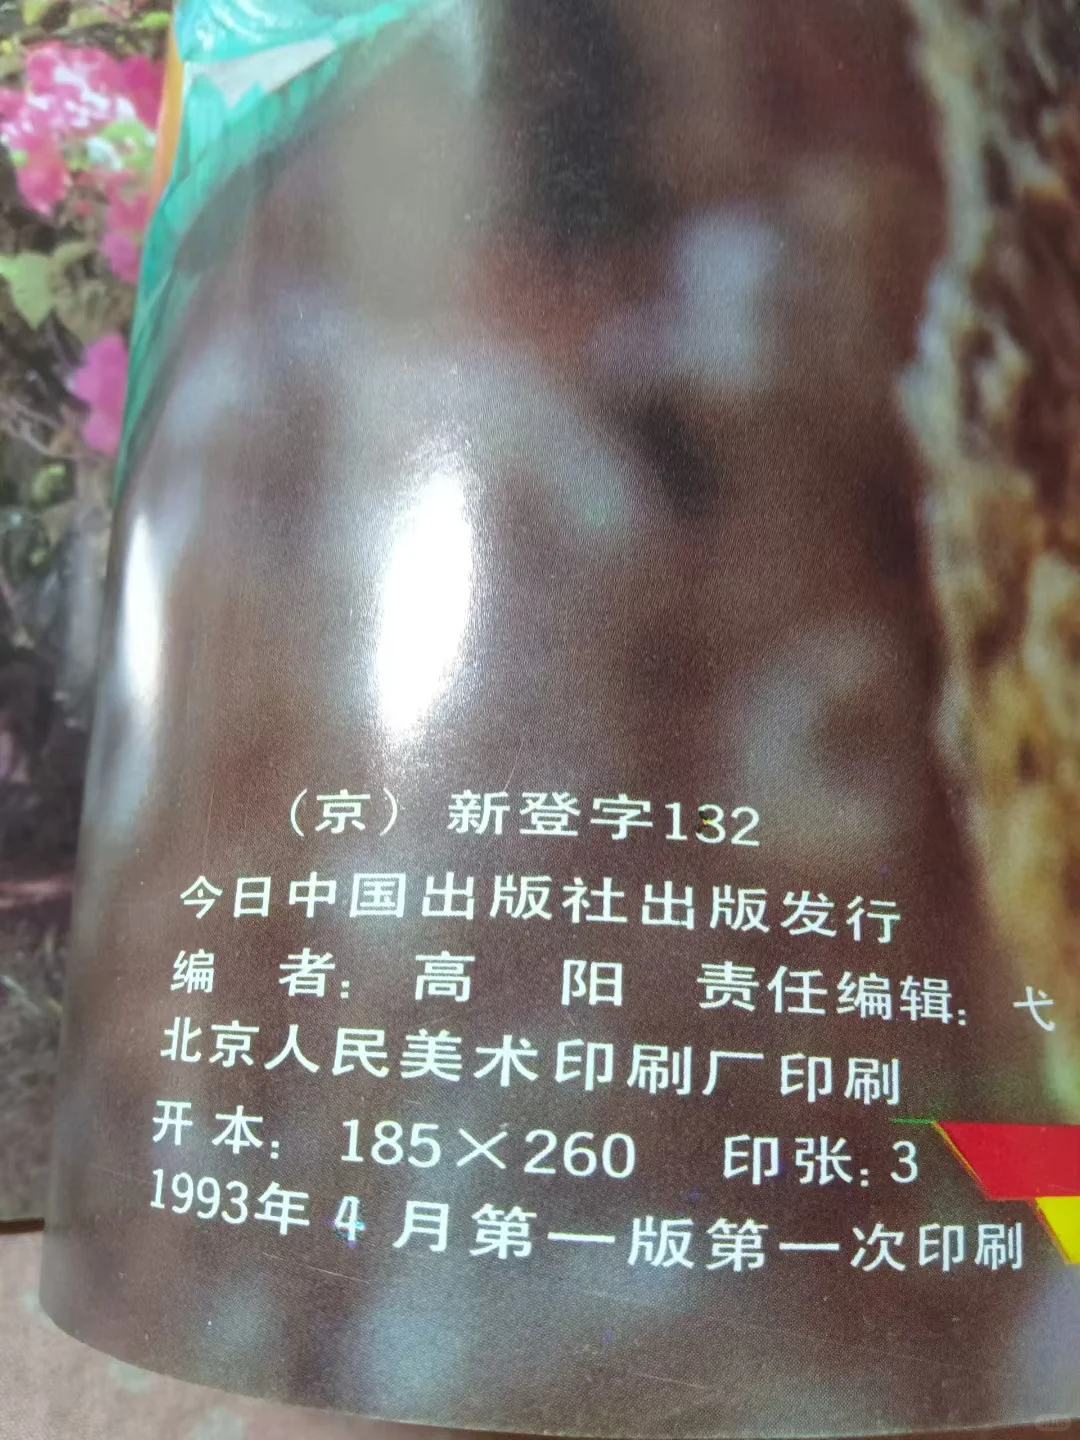 （京） 新登字132
今日中国出版社出版发行
编 者：高 阳 责任编辑：弋
北京人民美术印刷厂印刷
开本：185×260 印张：3
1993年4月第一版第一次印刷